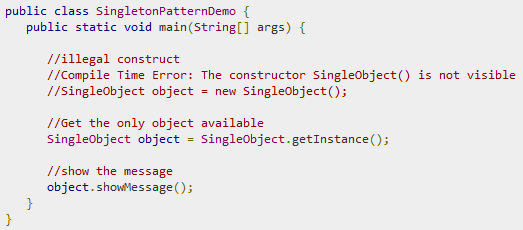 public class SingletonPatternDemo {
public static void main(String[] args) {
//illegal construct
//Compile Time Error: The constructor SingleObject() is not visible
//SingleObject object = new SingleObject();
//Get the only object available
SingleObject object = SingleObject.getInstance();
//show the message
object.showMessage();
}
}